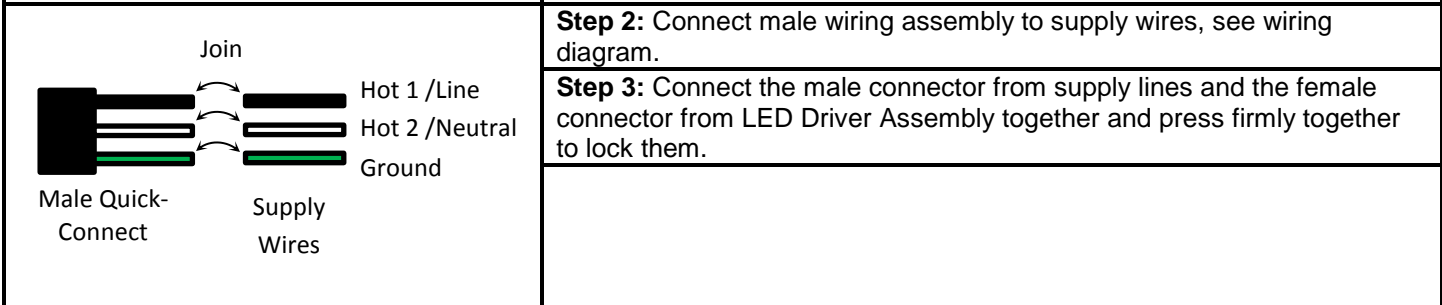 Join
Hot 1 /Line
Hot 2 /Neutral
Ground
Male Quick-
Connect
Supply
Wires
Step 2: Connect male wiring assembly to supply wires, see wiring
diagram.
Step 3: Connect the male connector from supply lines and the female
connector from LED Driver Assembly together and press firmly together
to lock them.